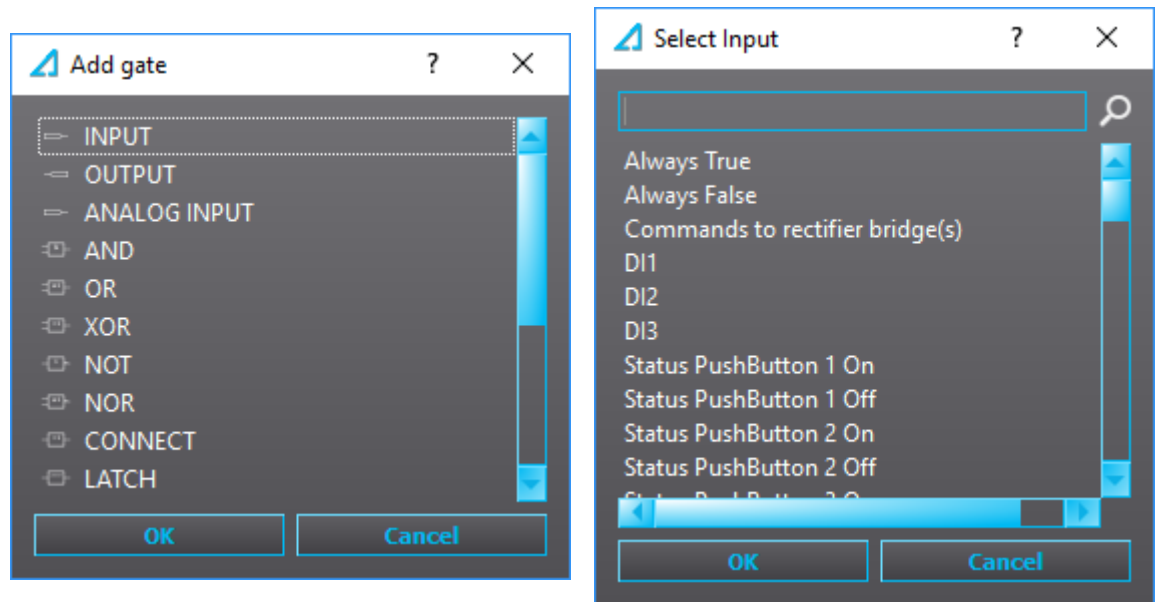 Add gate ?
INPUT
OUTPUT
ANALOG INPUT
AND
OR
XOR
NOT
NOR
CONNECT
LATCH
OK Cancel
Select Input ?
Always True
Always False
Commands to rectifier bridge(s)
DI1
DI2
DI3
Status PushButton 1 On
Status PushButton 1 Off
Status PushButton 2 On
Status PushButton 2 Off
OK Cancel